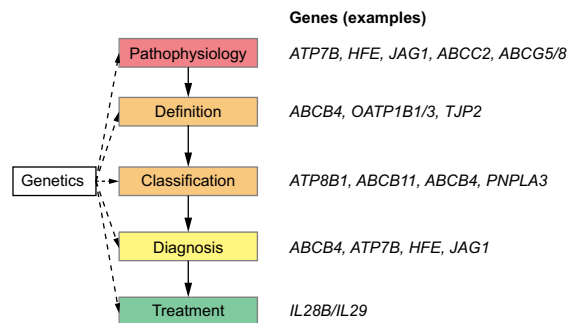 Genes (examples)
Pathophysiology ATP7B, HFE, JAG1, ABCC2, ABCG5/8
Definition ABCB4, OATP1B1/3, TJP2
Genetics Classification ATP8B1, ABCB11, ABCB4, PNPLA3
Diagnosis ABCB4, ATP7B, HFE, JAG1
Treatment IL28B/IL29